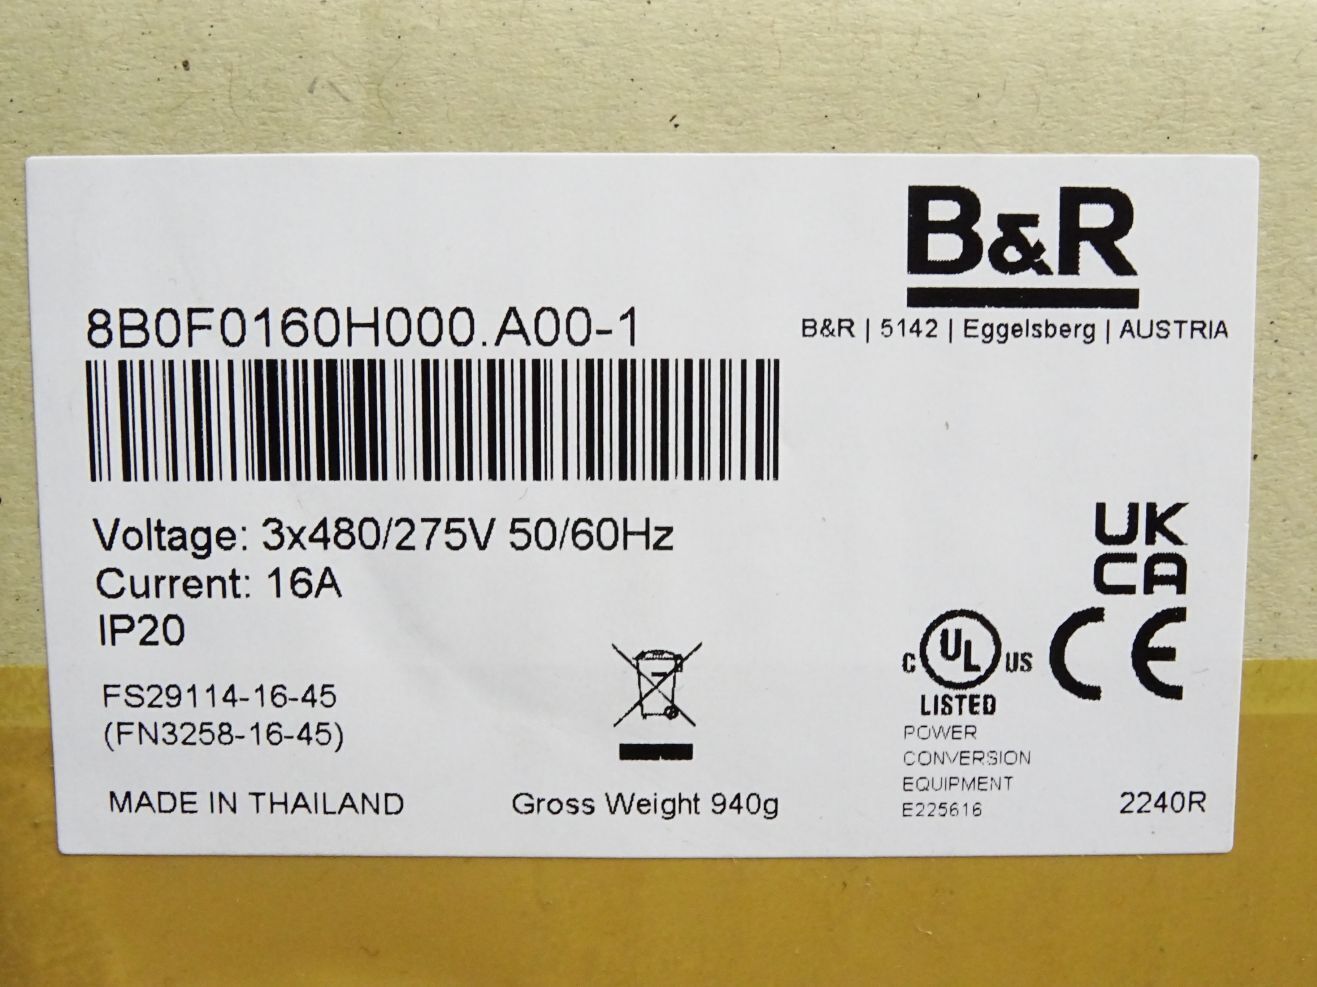 B&R
8B0F0160H000.A00-1
B&R | 5142 | Eggelsberg | AUSTRIA
Voltage: 3x480/275V 50/60Hz
Current: 16A
IP20
UK
CA
CE
C UL US
LISTED
FS29114-16-45
(FN3258-16-45)
POWER
CONVERSION
EQUIPMENT
E225616
MADE IN THAILAND
Gross Weight 940g
2240R